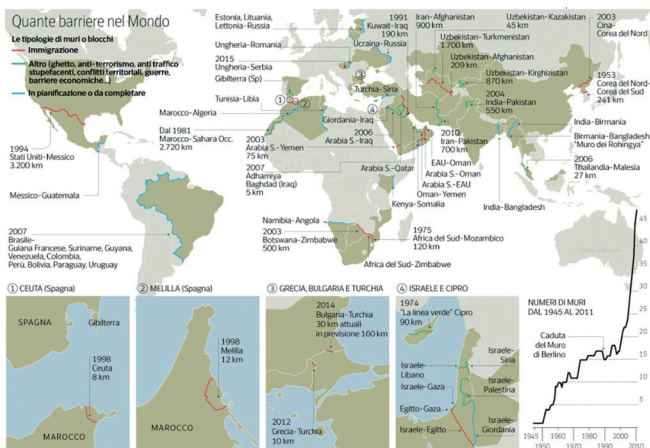 Quante barriere nel Mondo
Le tipologie di muri o blocchi
Immigrazione
Altro (ghetto, anti-terrorismo, anti traffico
stupefacenti, conflitti territoriali, guerre,
barriere economiche...)
In pianificazione o da completare
Estonia, Lituania,
Lettonia-Russia
Ungheria-Romania
2015
Ungheria-Serbia
Gibilterra (Sp)
Tunisia-Libia
Marocco-Algeria
Dal 1981
Marocco-Sahara Occ.
2.720 km
1991
Kuwait-Iraq
190 km
Ucraina-Russia
Turchia-Siria
Giordania-Iraq
2006
Arabia S.-Iraq
2003
Arabia S.-Yemen
75 km
2007
Adhamiya
Baghdad (Iraq)
5 km
Arabia S.-Qatar
Iran-Afghanistan
900 km
Uzbekistan-Kazakistan
45 km
Uzbekistan-Turkmenistan
1.700 km
Uzbekistan-Afghanistan
209 km
Uzbekistan-Kirghizistan
870 km
2004
India-Pakistan
550 km
2010
Iran-Pakistan
700 km
EAU-Oman
Arabia S.-Oman
Arabia S.-EAU
Oman-Yemen
Kenya-Somalia
2003
Cina-
Corea del Nord
1953
Corea del Nord-
Corea del Sud
241 km
India-Birmania
Birmania-Bangladesh
"Muro del Rohingya"
2006
Thailandia-Malesia
27 km
India-Bangladesh
1994
Stati Uniti-Messico
3.200 km
Messico-Guatemala
2007
Brasile-
Guiana Francese, Suriname, Guyana,
Venezuela, Colombia,
Perù, Bolivia, Paraguay, Uruguay
Namibia-Angola
2003
Botswana-Zimbabwe
500 km
1975
Africa del Sud-Mozambico
120 km
Africa del Sud-Zimbabwe
1
2
3
4
1 CEUTA (Spagna)
SPAGNA
Gibilterra
1998
Ceuta
8 km
MAROCCO
2 MELILLA (Spagna)
1998
Melilla
12 km
MAROCCO
3 GRECIA, BULGARIA E TURCHIA
2014
Bulgaria-Turchia
30 km attuali
in previsione 160 km
2012
Grecia-Turchia
10 km
4 ISRAELE E CIPRO
1974
"La linea verde" Cipro
90 km
Israele-
Siria
Israele-
Libano
Israele-
Palestina
Israele-Gaza
Egitto-Gaza
Israele-Egitto
Israele-
Giordania
NUMERI DI MURI
DAL 1945 AL 2011
Caduta
del Muro
di Berlino
45
40
35
30
25
20
15
10
5
1945 1960 1980 2000
1950 1970 1990 2010